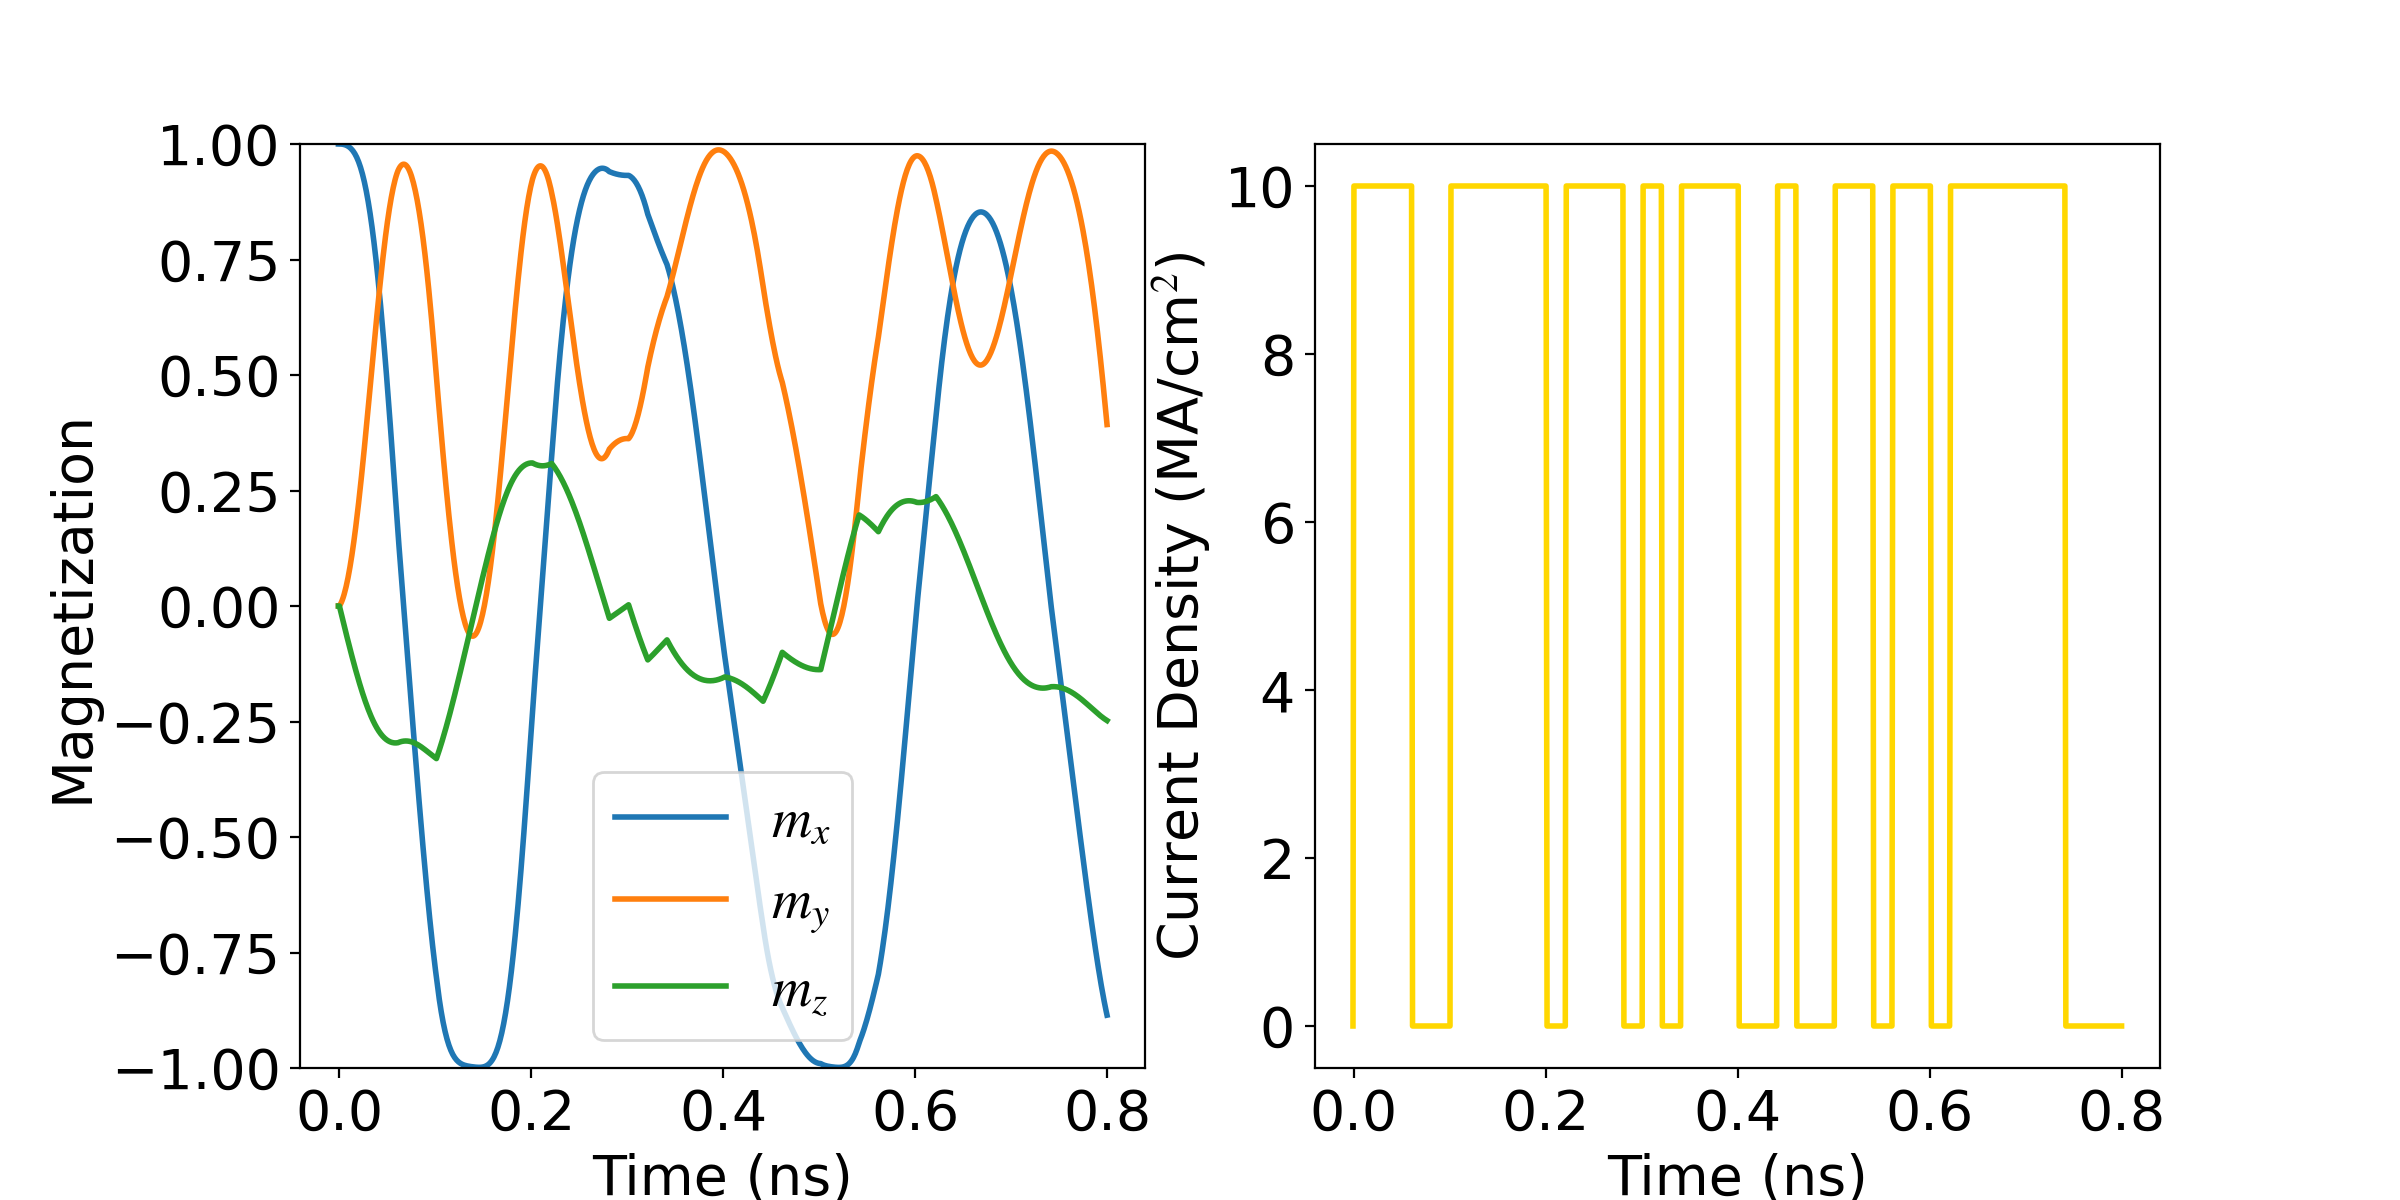 Magnetization
1.00
0.75
0.50
0.25
0.00
−0.25
−0.50
−0.75
−1.00
0.0 0.2 0.4 0.6 0.8
Time (ns)
m_x
m_y
m_z
Current Density (MA/cm²)
10
8
6
4
2
0
0.0 0.2 0.4 0.6 0.8
Time (ns)